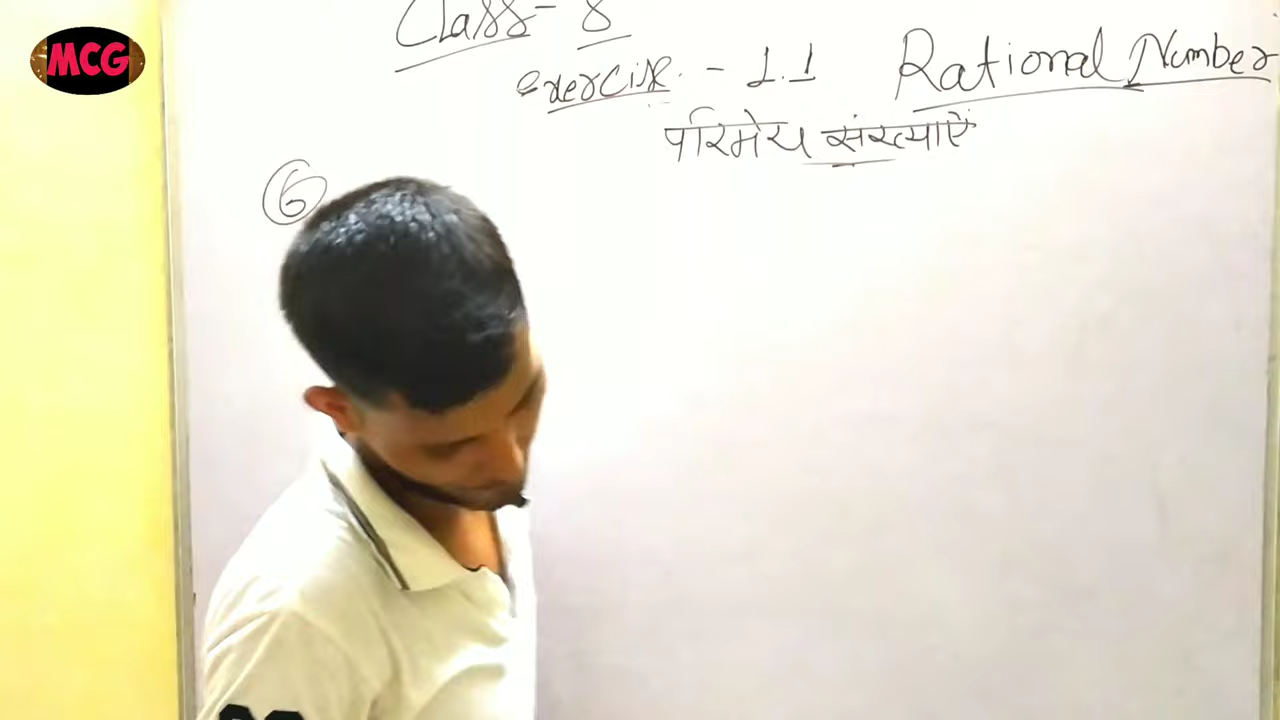 MCG
Class - 8
exercise. - 1.1 Rational Number
परिमेय संख्याऐं
6